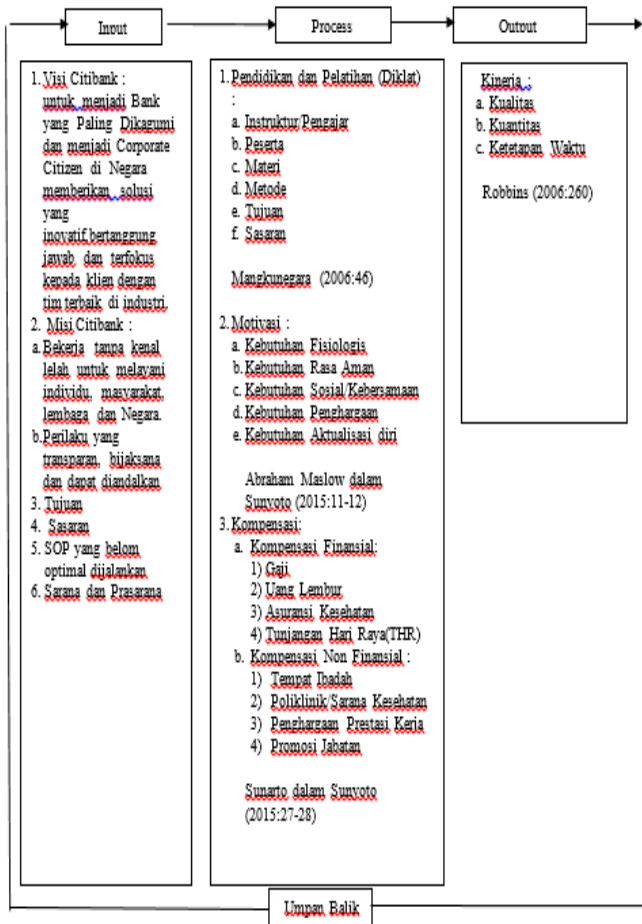 Input
Process
Output
1. Visi Citibank :
untuk menjadi Bank
yang Paling Dikagumi
dan menjadi Corporate
Citizen di Negara
memberikan solusi
yang
inovatif,bertanggung
jawab dan terfokus
kepada klien dengan
tim terbaik di industri.
2. Misi Citibank :
a.Bekerja tanpa kenal
lelah untuk melayani
individu, masyarakat,
lembaga dan Negara.
b.Perilaku yang
transparan, bijaksana
dan dapat diandalkan
3. Tujuan
4. Sasaran
5. SOP yang belom
optimal dijalankan
6. Sarana dan Prasarana
1. Pendidikan dan Pelatihan (Diklat)
:
a. Instruktur/Pengajar
b. Peserta
c. Materi
d. Metode
e. Tujuan
f. Sasaran
Mangkunegara (2006:46)
2. Motivasi :
a. Kebutuhan Fisiologis
b. Kebutuhan Rasa Aman
c. Kebutuhan Sosial/Kebersamaan
d. Kebutuhan Penghargaan
e. Kebutuhan Aktualisasi diri
Abraham Maslow dalam
Sunyoto (2015:11-12)
3. Kompensasi:
a. Kompensasi Finansial:
1) Gaji
2) Uang Lembur
3) Asuransi Kesehatan
4) Tunjangan Hari Raya(THR)
b. Kompensasi Non Finansial :
1) Tempat Ibadah
2) Poliklinik/Sarana Kesehatan
3) Penghargaan Prestasi Kerja
4) Promosi Jabatan
Sunarto dalam Sunyoto
(2015:27-28)
Kinerja :
a. Kualitas
b. Kuantitas
c. Ketetapan Waktu
Robbins (2006:260)
Umpan Balik